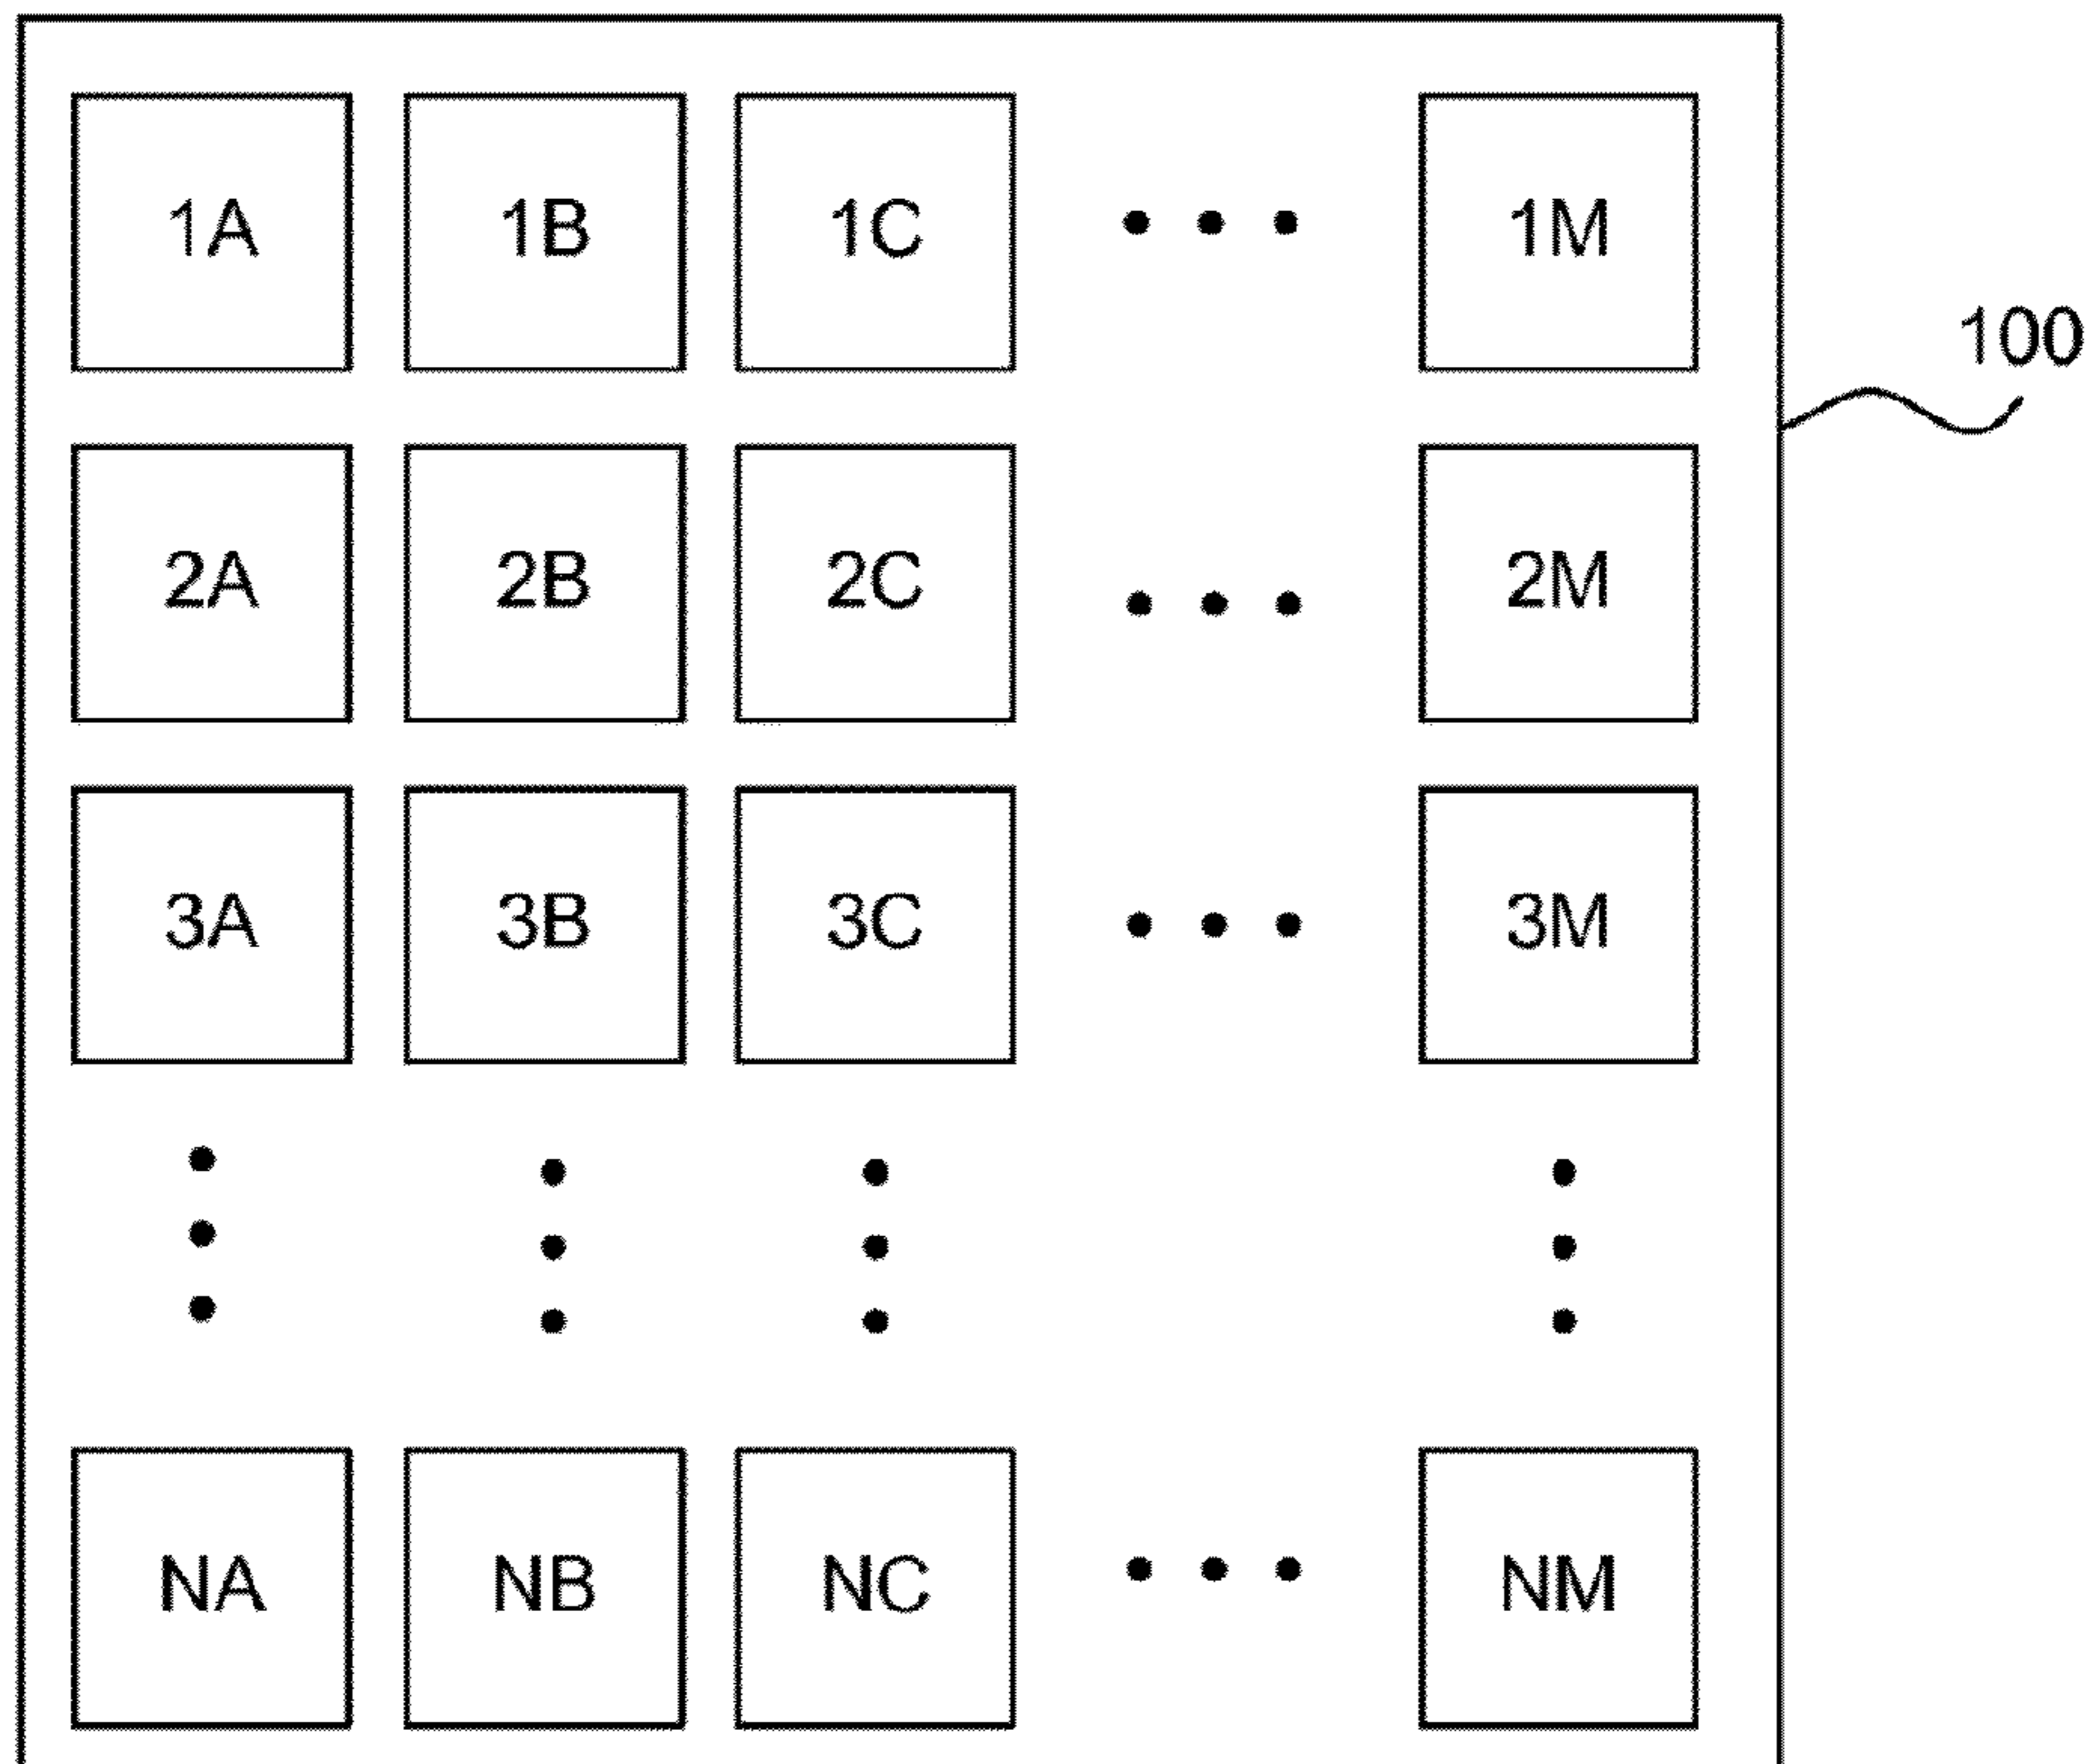 1A 1B 1C • • • 1M
100
2A 2B 2C • • • 2M
3A 3B 3C • • • 3M
NA NB NC • • • NM